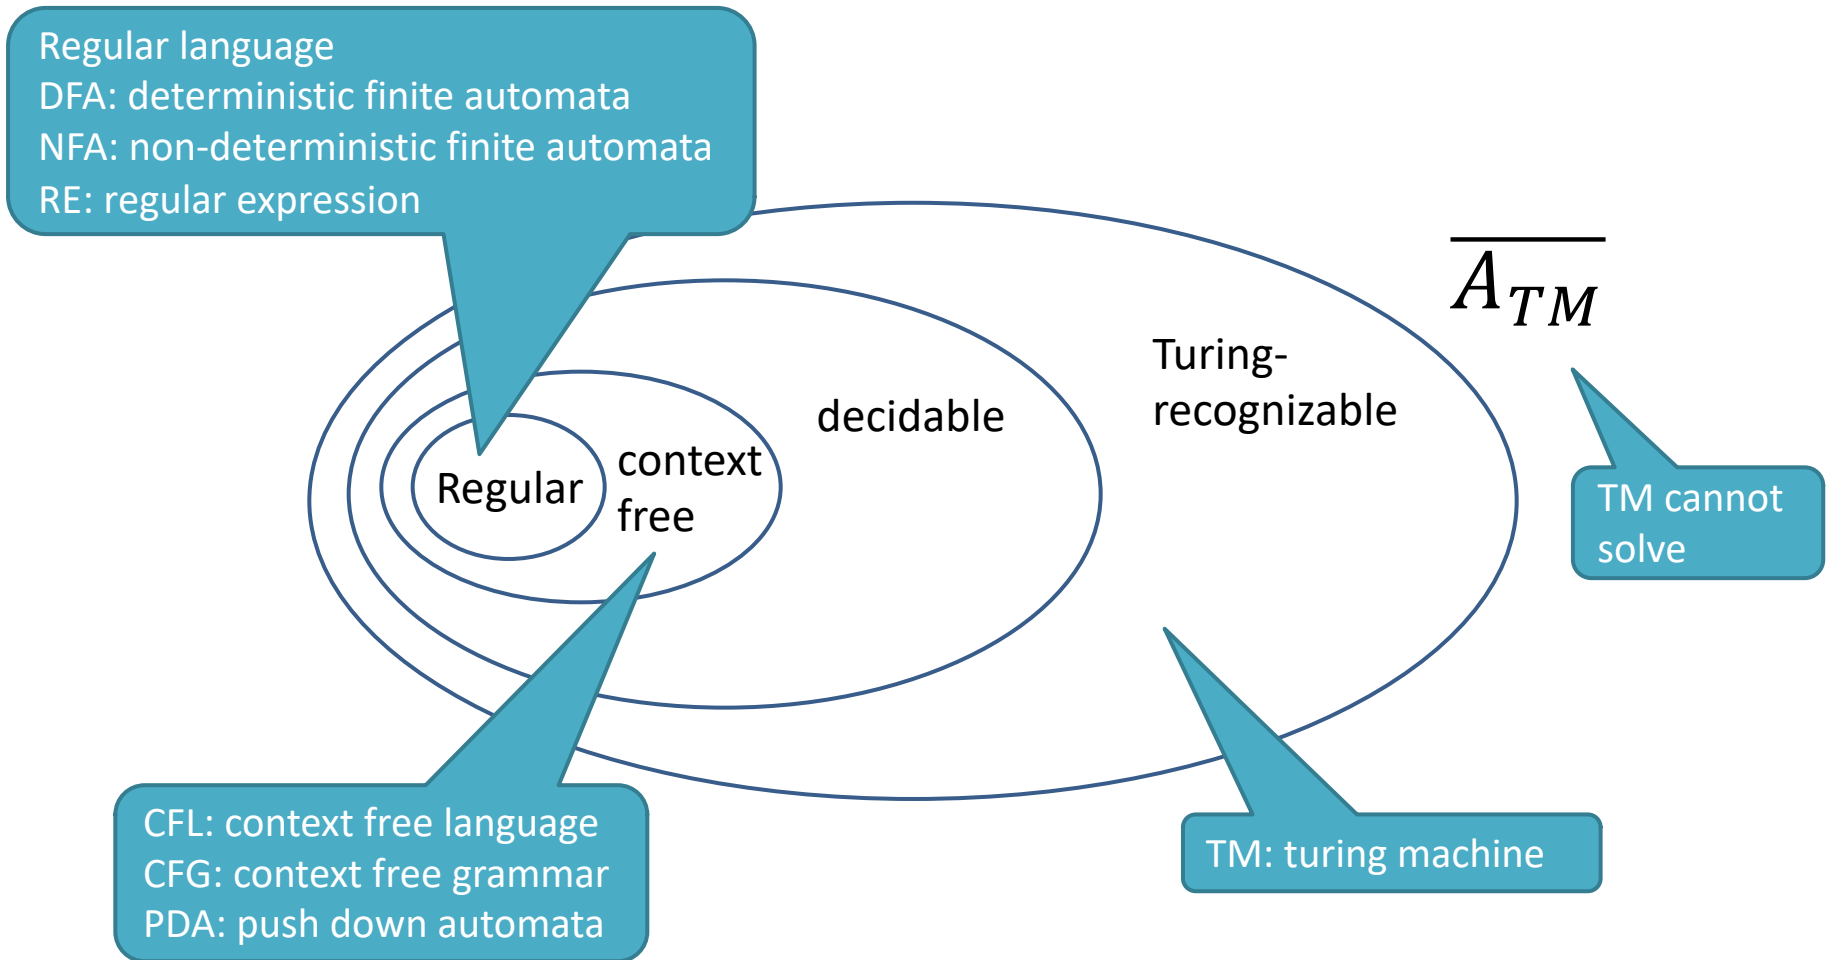 Regular language
DFA: deterministic finite automata
NFA: non-deterministic finite automata
RE: regular expression
$\overline{A_{TM}}$
Turing-
recognizable
decidable
context
free
Regular
TM cannot
solve
CFL: context free language
CFG: context free grammar
PDA: push down automata
TM: turing machine